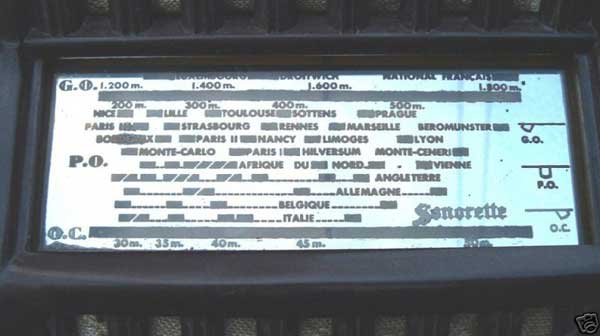 LUXEMBOURG DROITWICH NATIONAL FRANÇAIS
G.O. 1.200 m. 1.400 m. 1.600 m. 1.800 m.
200 m. 300 m. 400 m. 500 m.
NICE LILLE TOULOUSE SOTTENS PRAGUE
PARIS STRASBOURG RENNES MARSEILLE BEROMUNSTER G.O.
BORDEAUX PARIS II NANCY LIMOGES LYON
P.O. MONTE-CARLO PARIS I HILVERSUM MONTE-CENERI
AFRIQUE DU NORD VIENNE P.O.
ANGLETERRE
ALLEMAGNE
BELGIQUE
ITALIE Sonorette O.C.
O.C. 30 m. 35 m. 40 m. 45 m. 50 m.